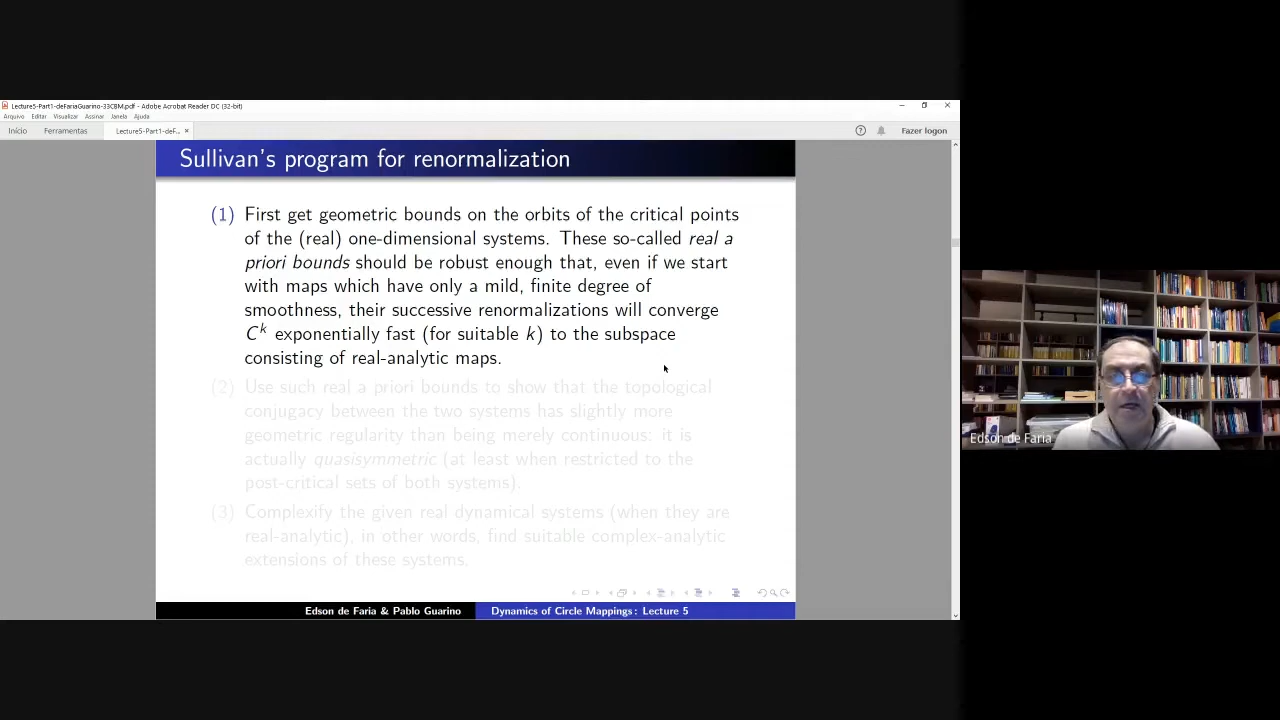 Lecture5-Part1-deFariaGuarino-33CBM.pdf - Adobe Acrobat Reader DC (32-bit)
Arquivo Editar Visualizar Assinar Janela Ajuda
Início Ferramentas Lecture5-Part1-deF... × Fazer logon
Sullivan's program for renormalization
(1) First get geometric bounds on the orbits of the critical points
of the (real) one-dimensional systems. These so-called real a
priori bounds should be robust enough that, even if we start
with maps which have only a mild, finite degree of
smoothness, their successive renormalizations will converge
C^k exponentially fast (for suitable k) to the subspace
consisting of real-analytic maps.
(2) Use such real a priori bounds to show that the topological
conjugacy between the two systems has slightly more
geometric regularity than being merely continuous: it is
actually quasisymmetric (at least when restricted to the
post-critical sets of both systems).
(3) Complexify the given real dynamical systems (when they are
real-analytic), in other words, find suitable complex-analytic
extensions of these systems.
Edson de Faria & Pablo Guarino Dynamics of Circle Mappings: Lecture 5
Edson de Faria